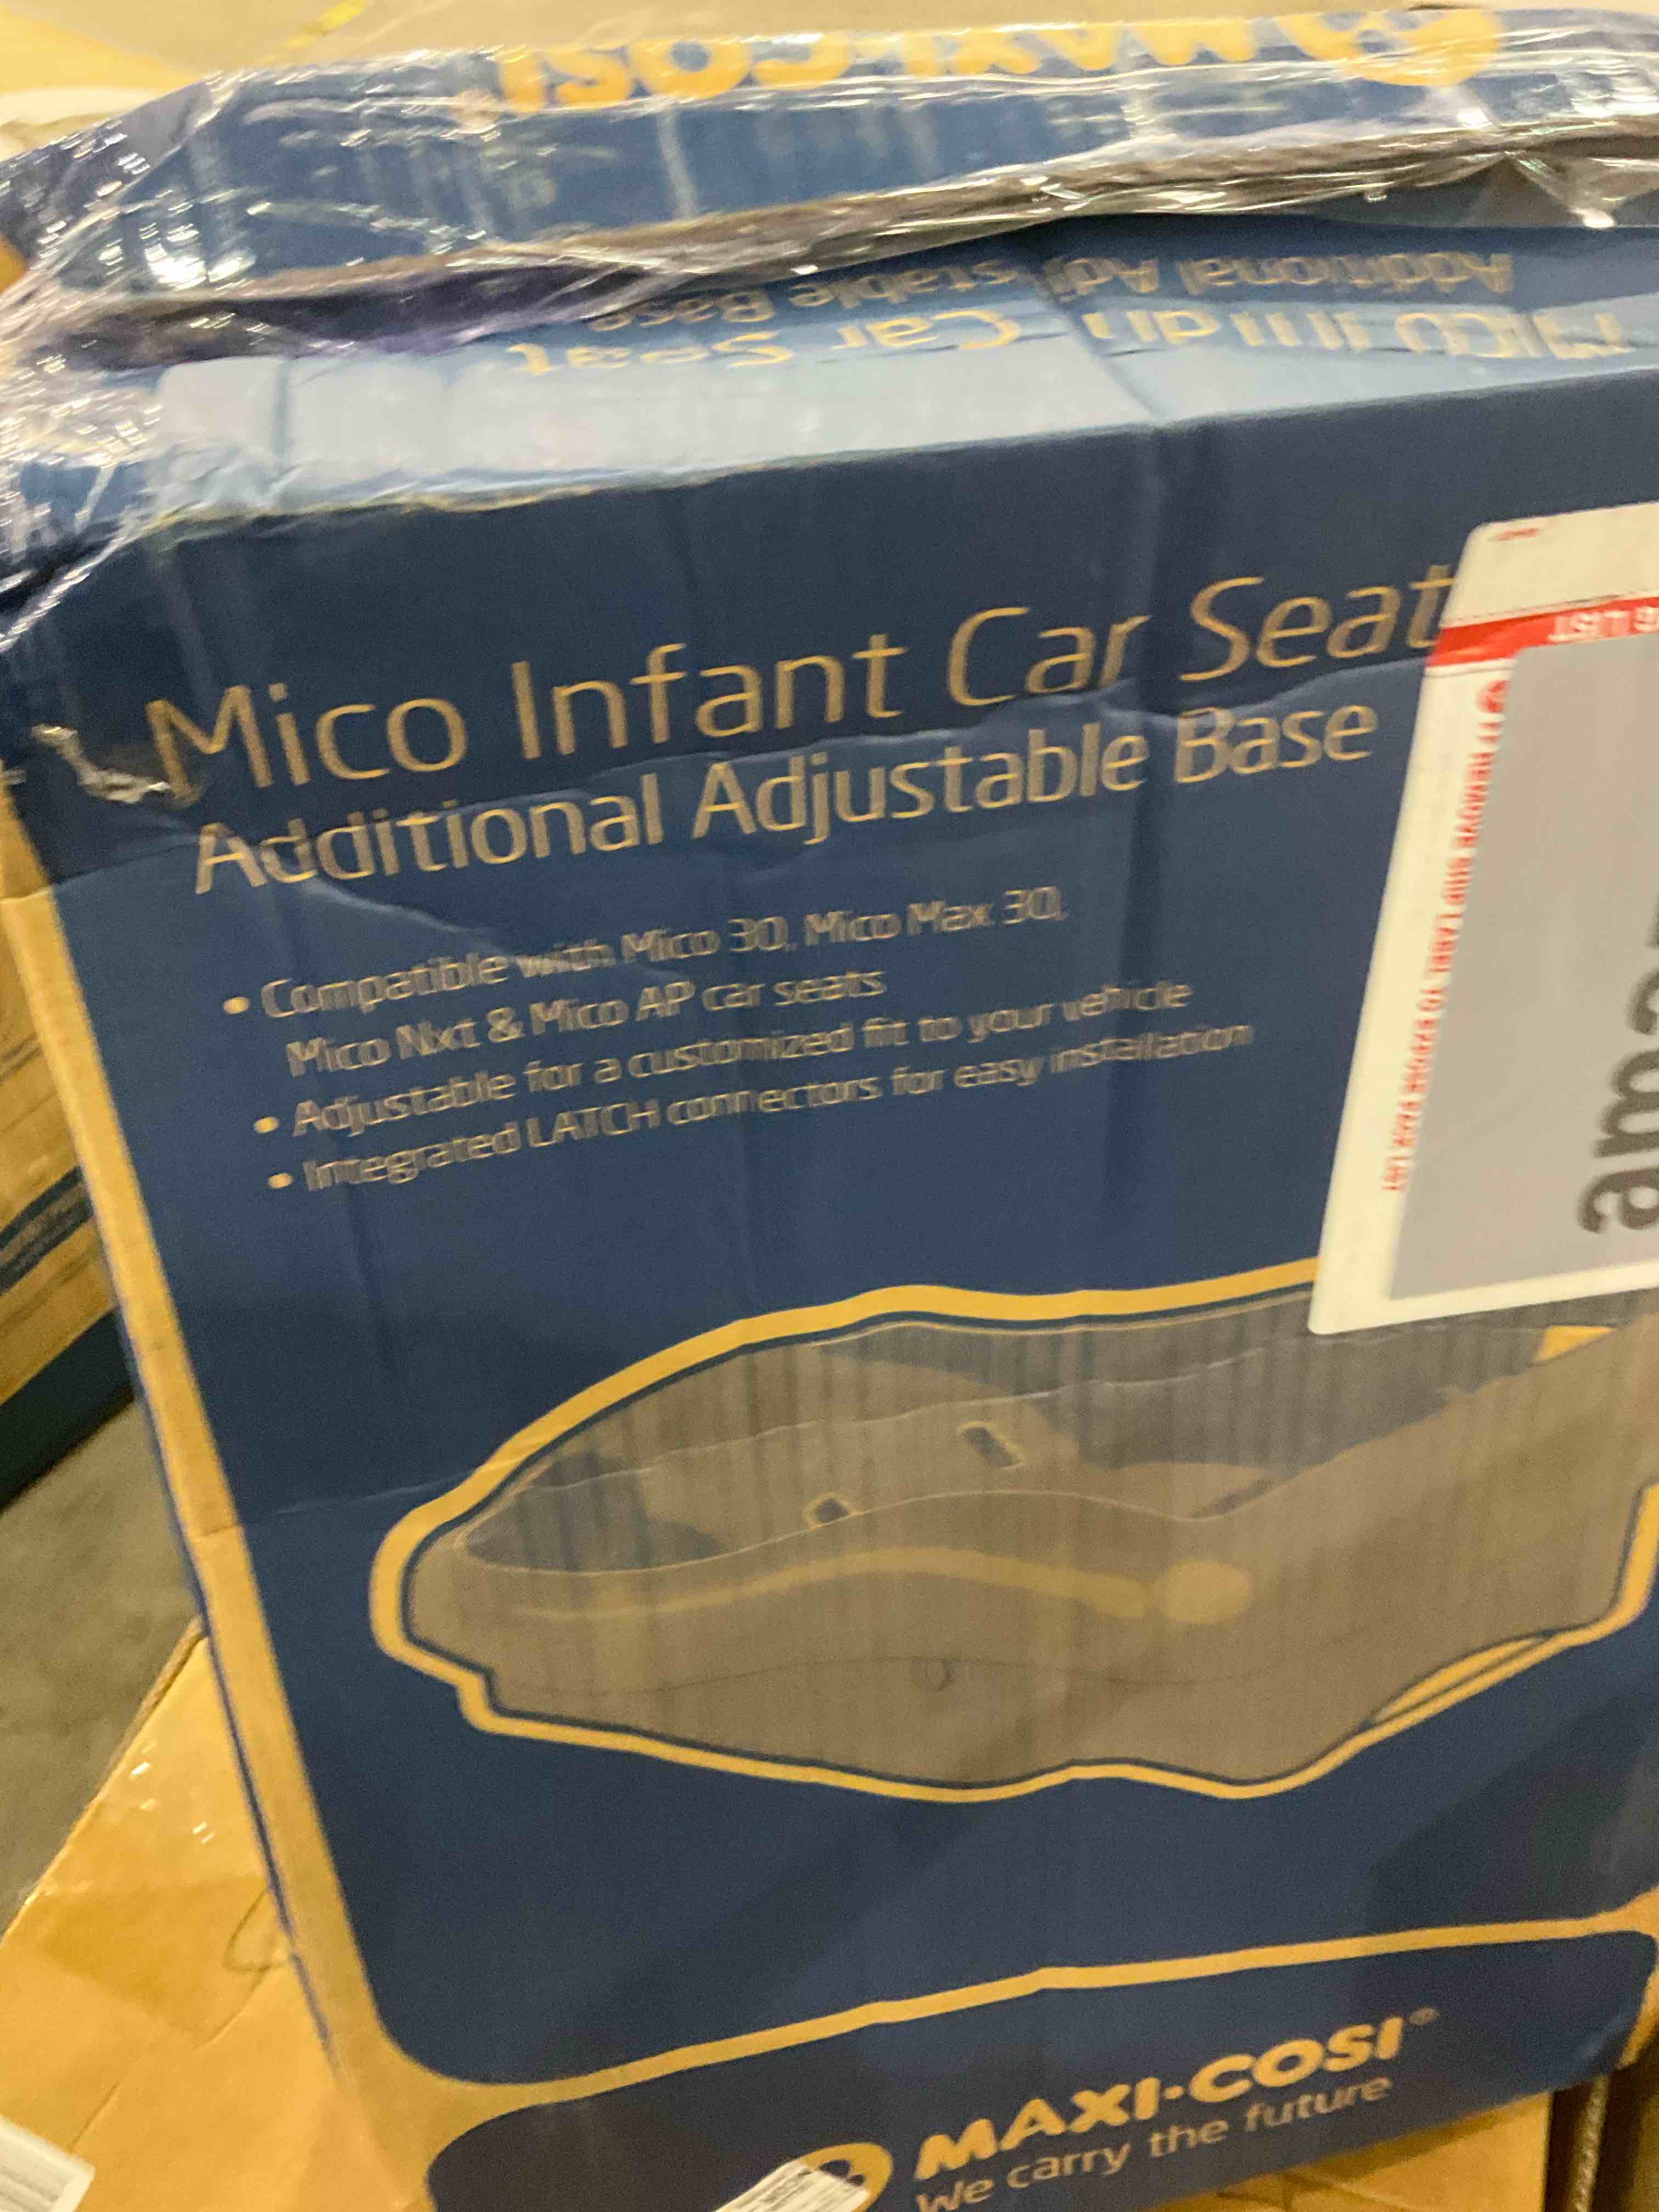 MAXI-COSI
Mico Infant Car Seat
Additional Adjustable Base
Mico Infant Car Seat
Additional Adjustable Base
• Compatible with Mico 30, Mico Max 30,
Mico Nxt & Mico AP car seats
• Adjustable for a customized fit to your vehicle
• Integrated LATCH connectors for easy installation
LIST
MAXI-COSI®
We carry the future